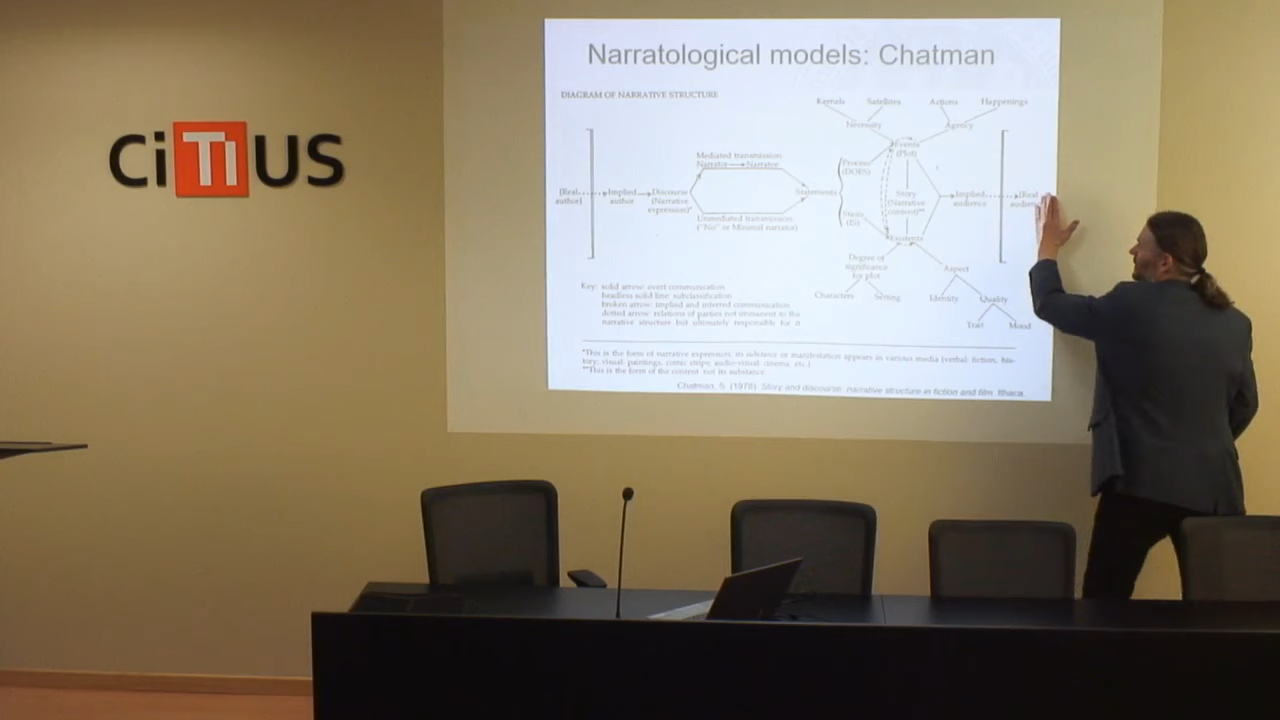 CiTIUS
Narratological models: Chatman
DIAGRAM OF NARRATIVE STRUCTURE
Kernels
Satellites
Actions
Happenings
Necessity
Agency
Events
(Plot)
Process
(DOES)
Mediated transmission
Narrator
Narratee
[Real
author]
Implied
author
Discourse
(Narrative
expression)*
Statements
Story
(Narrative
content)**
Implied
audience
[Real
Unmediated transmission
("No" or Minimal narrator)
Stasis
(IS)
Existents
Degree of
significance
for plot
Aspect
Characters
Setting
Identity
Quality
Trait
Mood
Key: solid arrow: overt communication
headless solid line: subclassification
broken arrow: implied and inferred communication
dotted arrow: relations of parties not immanent to the
narrative structure but ultimately responsible for it
*This is the form of narrative expression, its substance or manifestation appears in various media (verbal: fiction, his-
tory; visual: paintings, comic strips; audio-visual: cinema, etc.)
**This is the form of the content not its substance.
Chatman, S. (1978) Story and discourse: narrative structure in fiction and film. Ithaca,